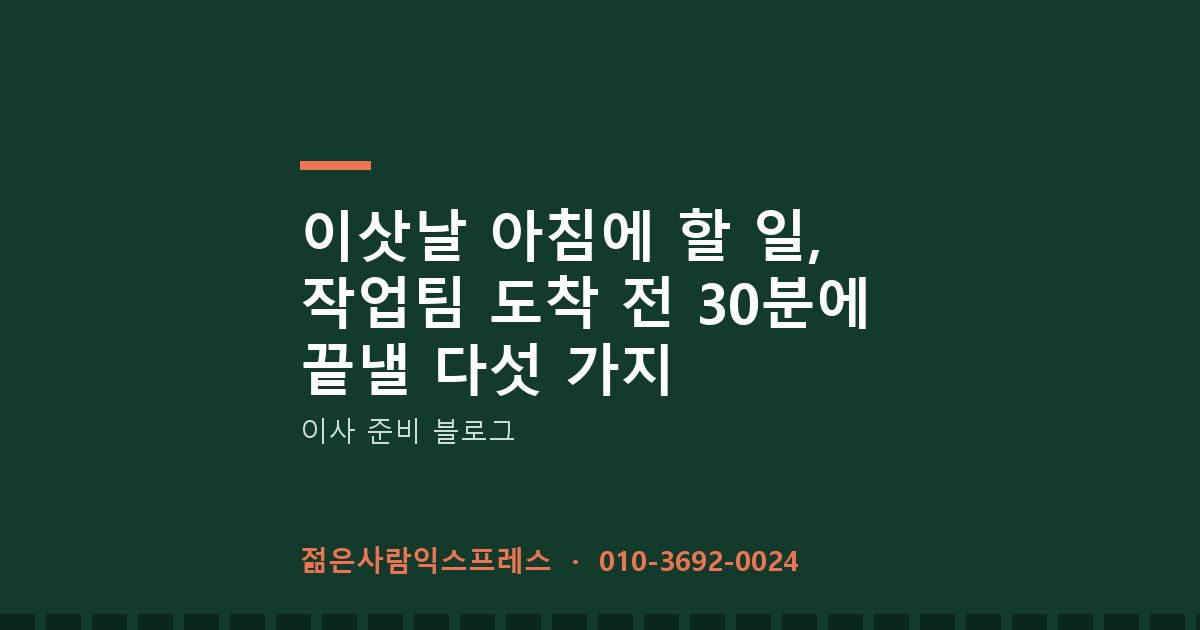 이삿날 아침에 할 일,
작업팀 도착 전 30분에
끝낼 다섯 가지
이사 준비 블로그
젊은사람익스프레스 · 010-3692-0024